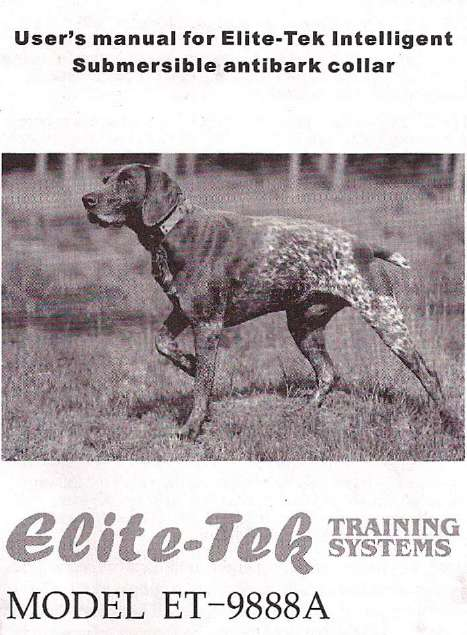 User's manual for Elite-Tek Intelligent
Submersible antibark collar
Elite-Tek TRAINING
SYSTEMS
MODEL ET-9888A